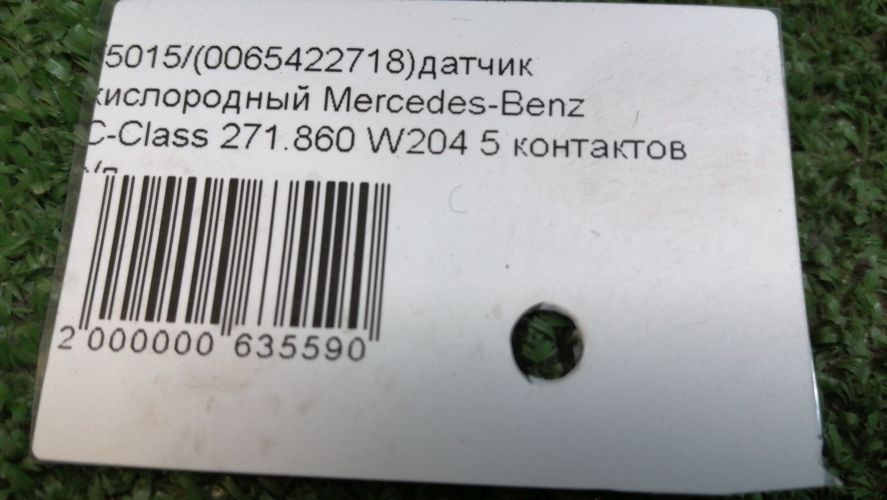 5015/(0065422718)датчик
кислородный Mercedes-Benz
C-Class 271.860 W204 5 контактов
2 000000 635590